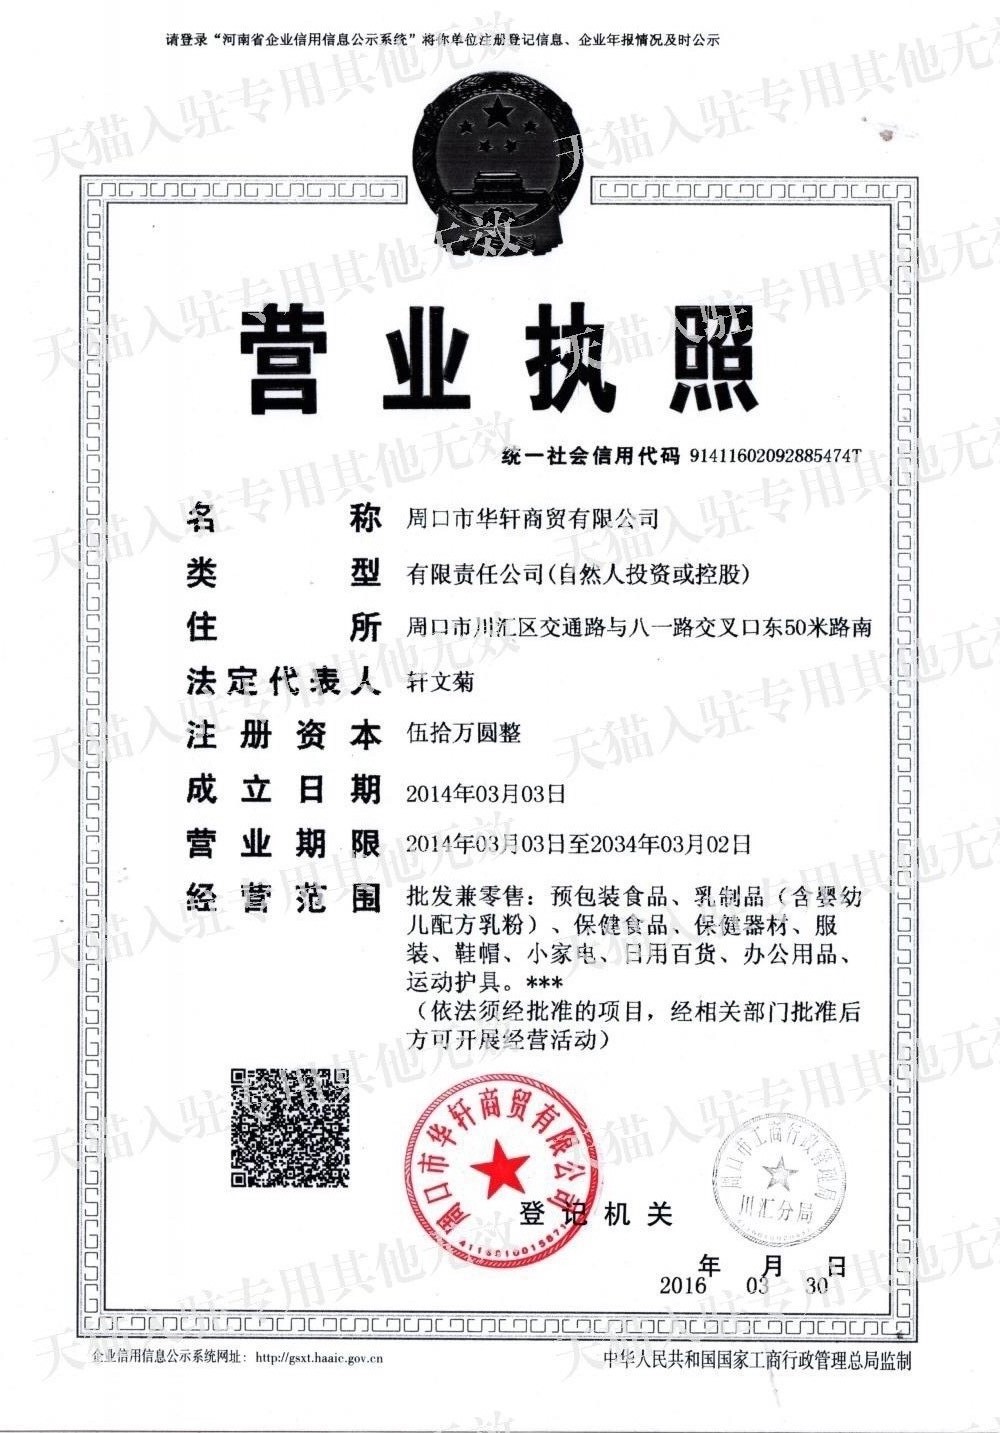 请登录“河南省企业信用信息公示系统”将你单位注册登记信息、企业年报情况及时公示
营业执照
统一社会信用代码 91411602092885474T
名称 周口市华轩商贸有限公司
类型 有限责任公司(自然人投资或控股)
住所 周口市川汇区交通路与八一路交叉口东50米路南
法定代表人 轩文菊
注册资本 伍拾万圆整
成立日期 2014年03月03日
营业期限 2014年03月03日至2034年03月02日
经营范围 批发兼零售：预包装食品、乳制品（含婴幼
儿配方乳粉）、保健食品、保健器材、服
装、鞋帽、小家电、日用百货、办公用品、
运动护具。***
（依法须经批准的项目，经相关部门批准后
方可开展经营活动）
周口市华轩商贸有限公司
周口市工商行政管理局
川汇分局
登记机关
年 月 日
2016 03 30
企业信用信息公示系统网址： http://gsxt.haaic.gov.cn
中华人民共和国国家工商行政管理总局监制
天猫入驻专用其他无效